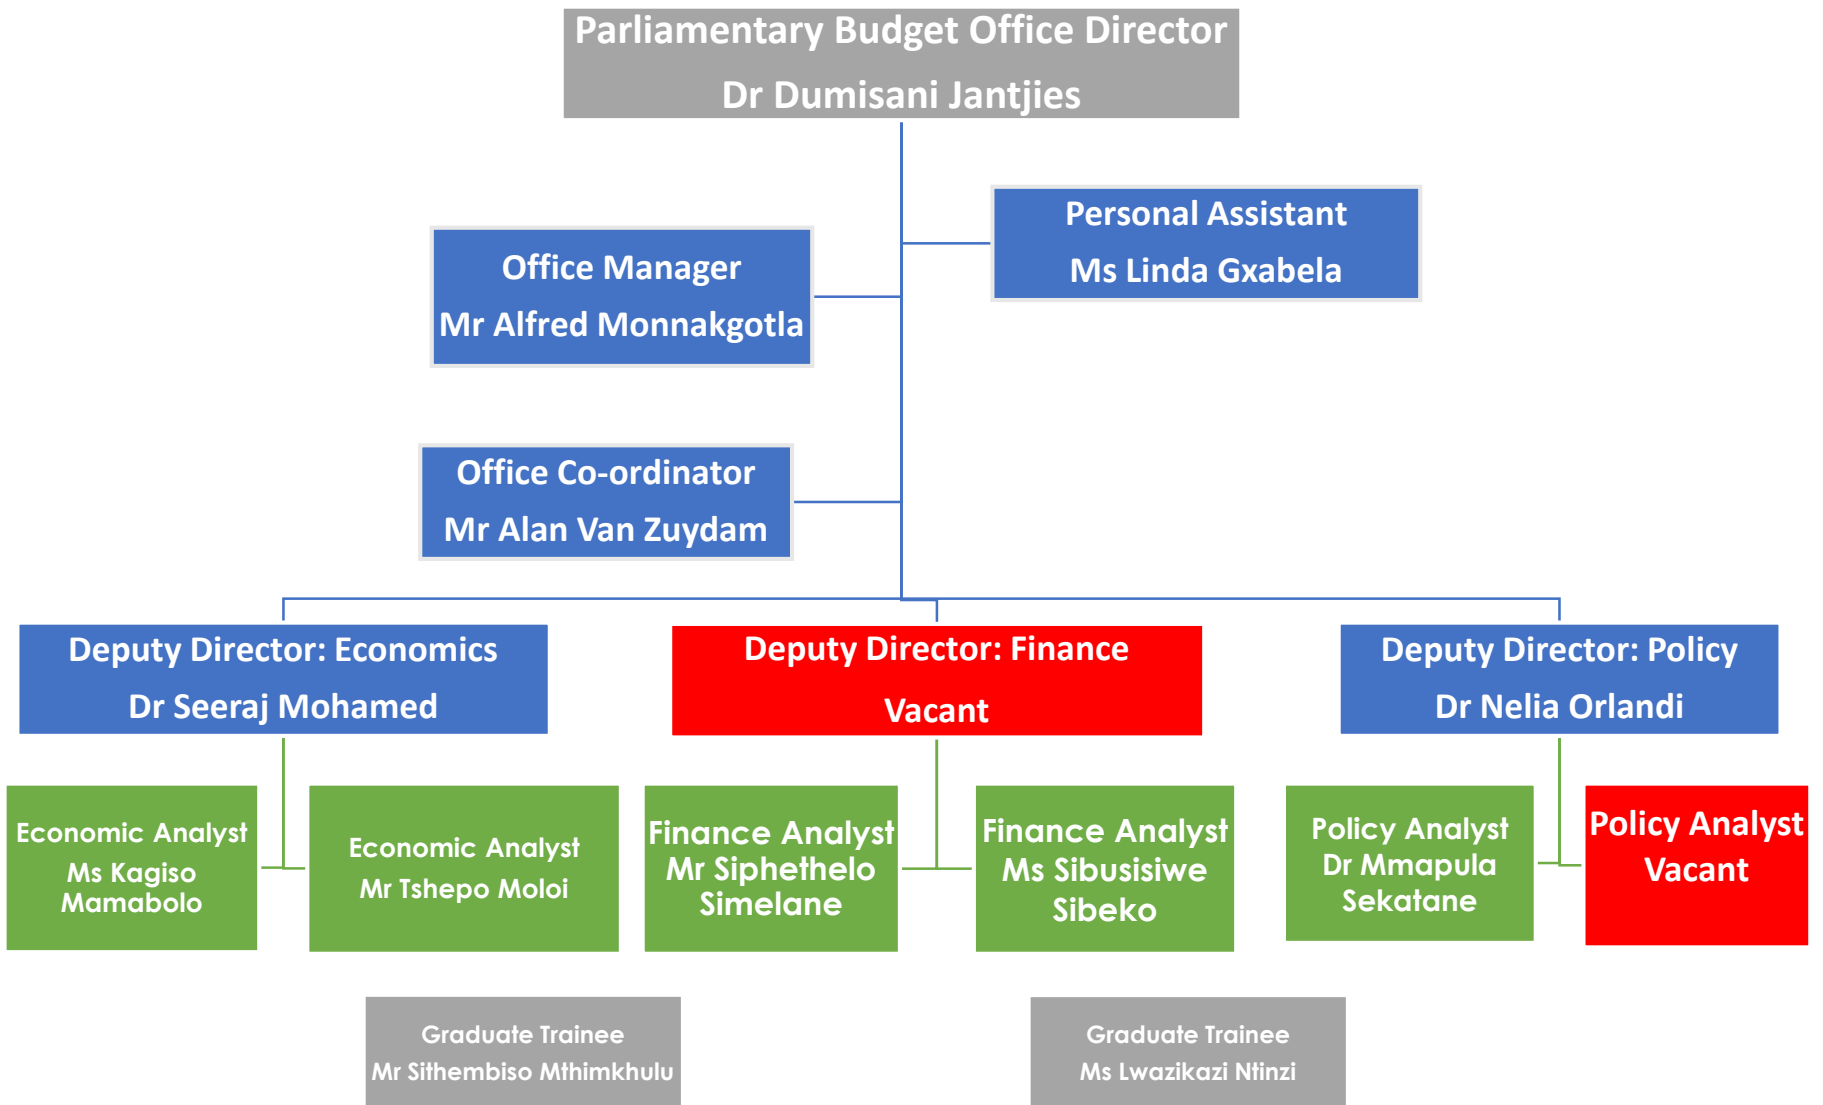 Parliamentary Budget Office Director
Dr Dumisani Jantjies
Personal Assistant
Ms Linda Gxabela
Office Manager
Mr Alfred Monnakgotla
Office Co-ordinator
Mr Alan Van Zuydam
Deputy Director: Economics
Dr Seeraj Mohamed
Deputy Director: Finance
Vacant
Deputy Director: Policy
Dr Nelia Orlandi
Economic Analyst
Ms Kagiso
Mamabolo
Economic Analyst
Mr Tshepo Moloi
Finance Analyst
Mr Siphethelo
Simelane
Finance Analyst
Ms Sibusisiwe
Sibeko
Policy Analyst
Dr Mmapula
Sekatane
Policy Analyst
Vacant
Graduate Trainee
Mr Sithembiso Mthimkhulu
Graduate Trainee
Ms Lwazikazi Ntinzi